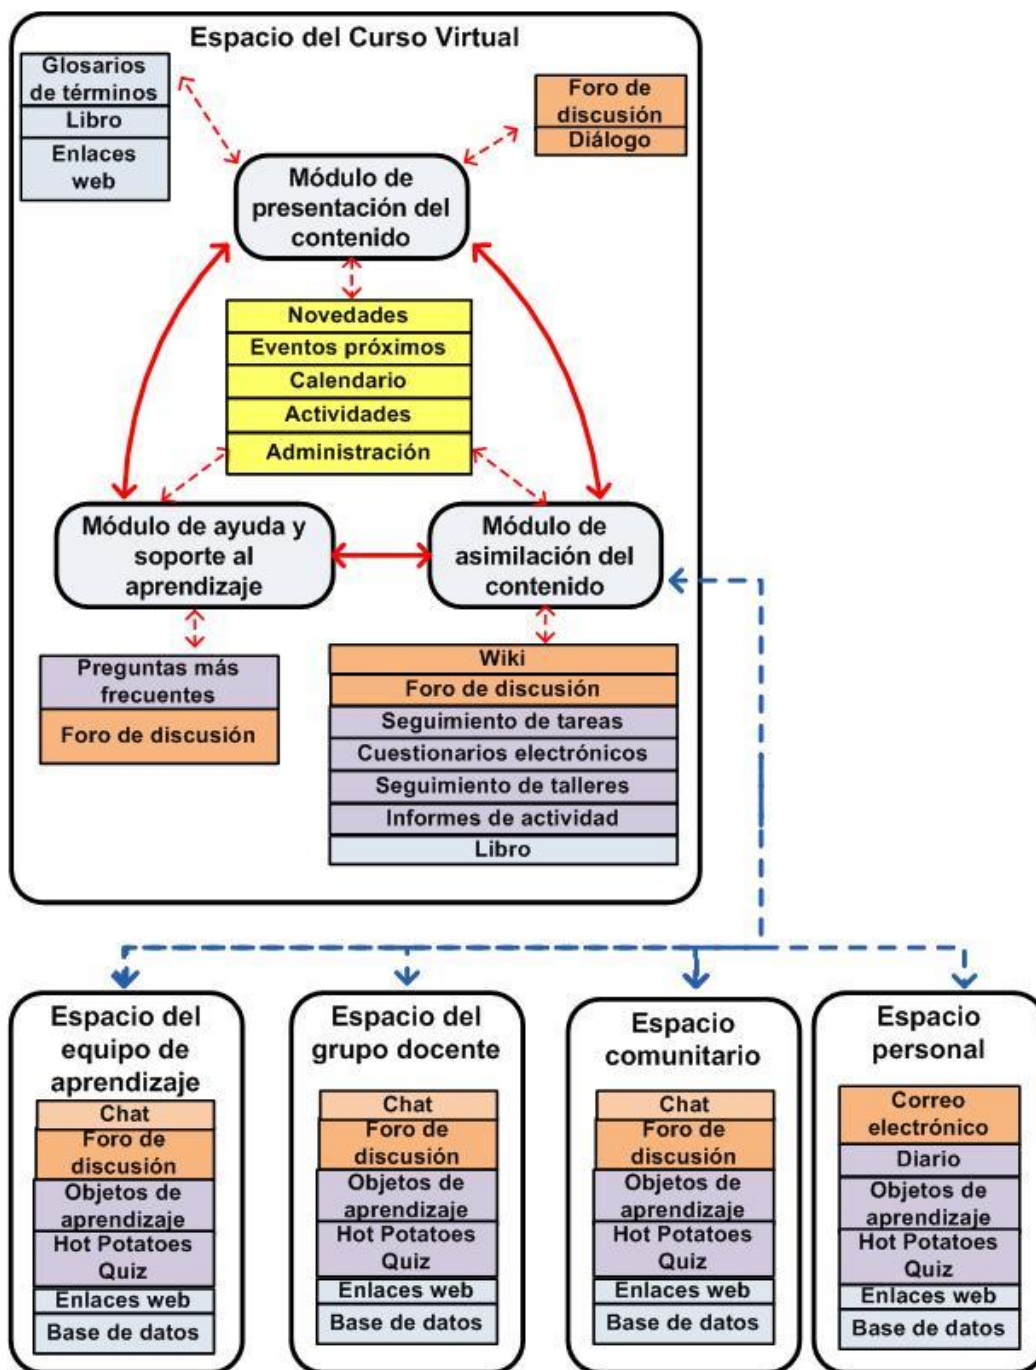 Espacio del Curso Virtual
Glosarios
de términos
Libro
Enlaces
web
Foro de
discusión
Diálogo
Módulo de
presentación del
contenido
Novedades
Eventos próximos
Calendario
Actividades
Administración
Módulo de ayuda y
soporte al
aprendizaje
Módulo de
asimilación del
contenido
Preguntas más
frecuentes
Foro de discusión
Wiki
Foro de discusión
Seguimiento de tareas
Cuestionarios electrónicos
Seguimiento de talleres
Informes de actividad
Libro
Espacio del
equipo de
aprendizaje
Chat
Foro de
discusión
Objetos de
aprendizaje
Hot Potatoes
Quiz
Enlaces web
Base de datos
Espacio del
grupo docente
Chat
Foro de
discusión
Objetos de
aprendizaje
Hot Potatoes
Quiz
Enlaces web
Base de datos
Espacio
comunitario
Chat
Foro de
discusión
Objetos de
aprendizaje
Hot Potatoes
Quiz
Enlaces web
Base de datos
Espacio
personal
Correo
electrónico
Diario
Objetos de
aprendizaje
Hot Potatoes
Quiz
Enlaces web
Base de datos